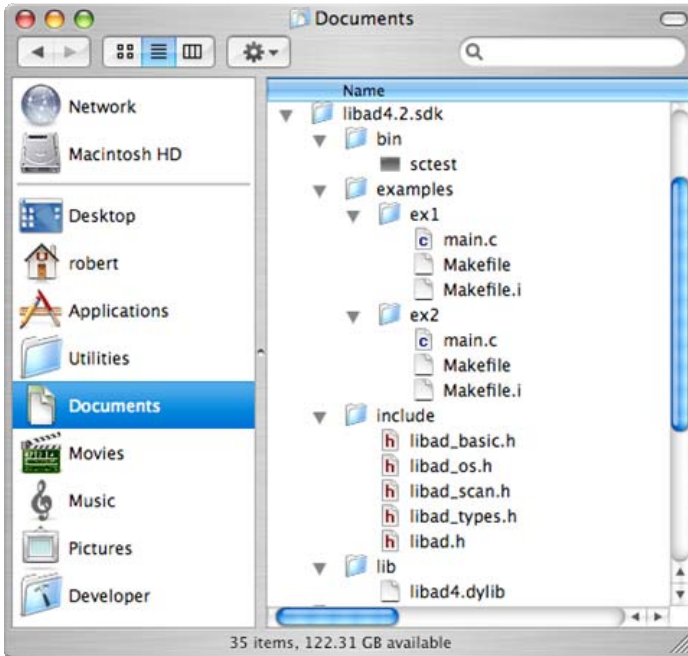 Documents
Network
Macintosh HD
Desktop
robert
Applications
Utilities
Documents
Movies
Music
Pictures
Developer
Name
libad4.2.sdk
bin
sctest
examples
ex1
c main.c
Makefile
Makefile.i
ex2
c main.c
Makefile
Makefile.i
include
h libad_basic.h
h libad_os.h
h libad_scan.h
h libad_types.h
h libad.h
lib
libad4.dylib
35 items, 122.31 GB available